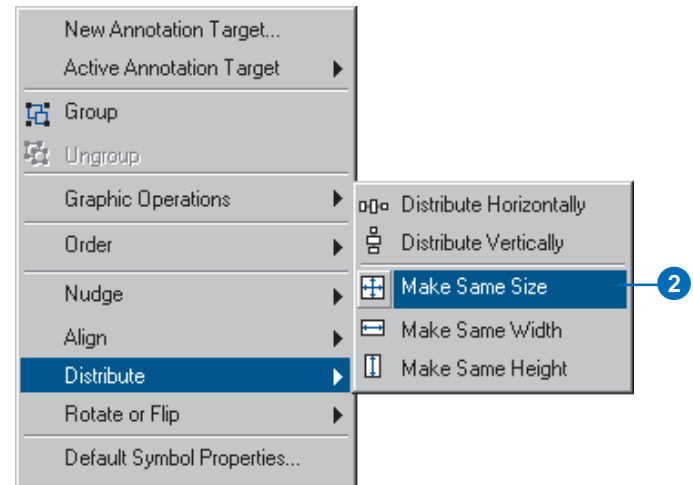 New Annotation Target...
Active Annotation Target
Group
Ungroup
Graphic Operations
Order
Nudge
Align
Distribute
Rotate or Flip
Default Symbol Properties...
Distribute Horizontally
Distribute Vertically
Make Same Size
Make Same Width
Make Same Height
2